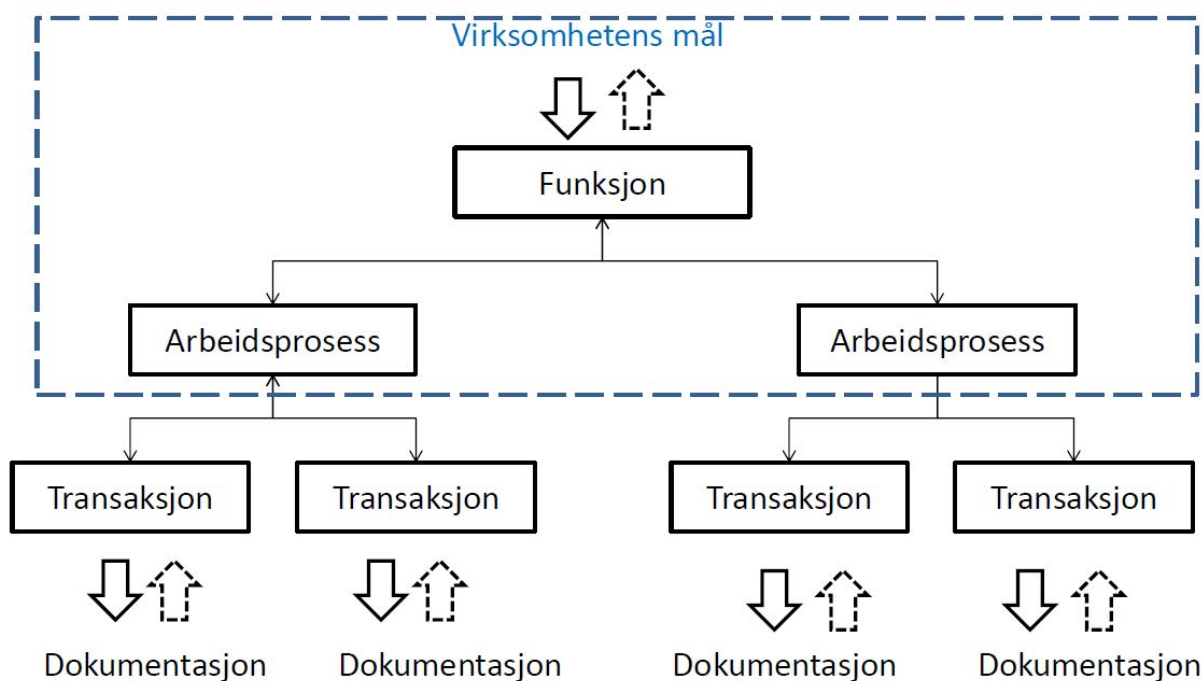 Virksomhetens mål
Funksjon
Arbeidsprosess
Arbeidsprosess
Transaksjon
Transaksjon
Transaksjon
Transaksjon
Dokumentasjon
Dokumentasjon
Dokumentasjon
Dokumentasjon